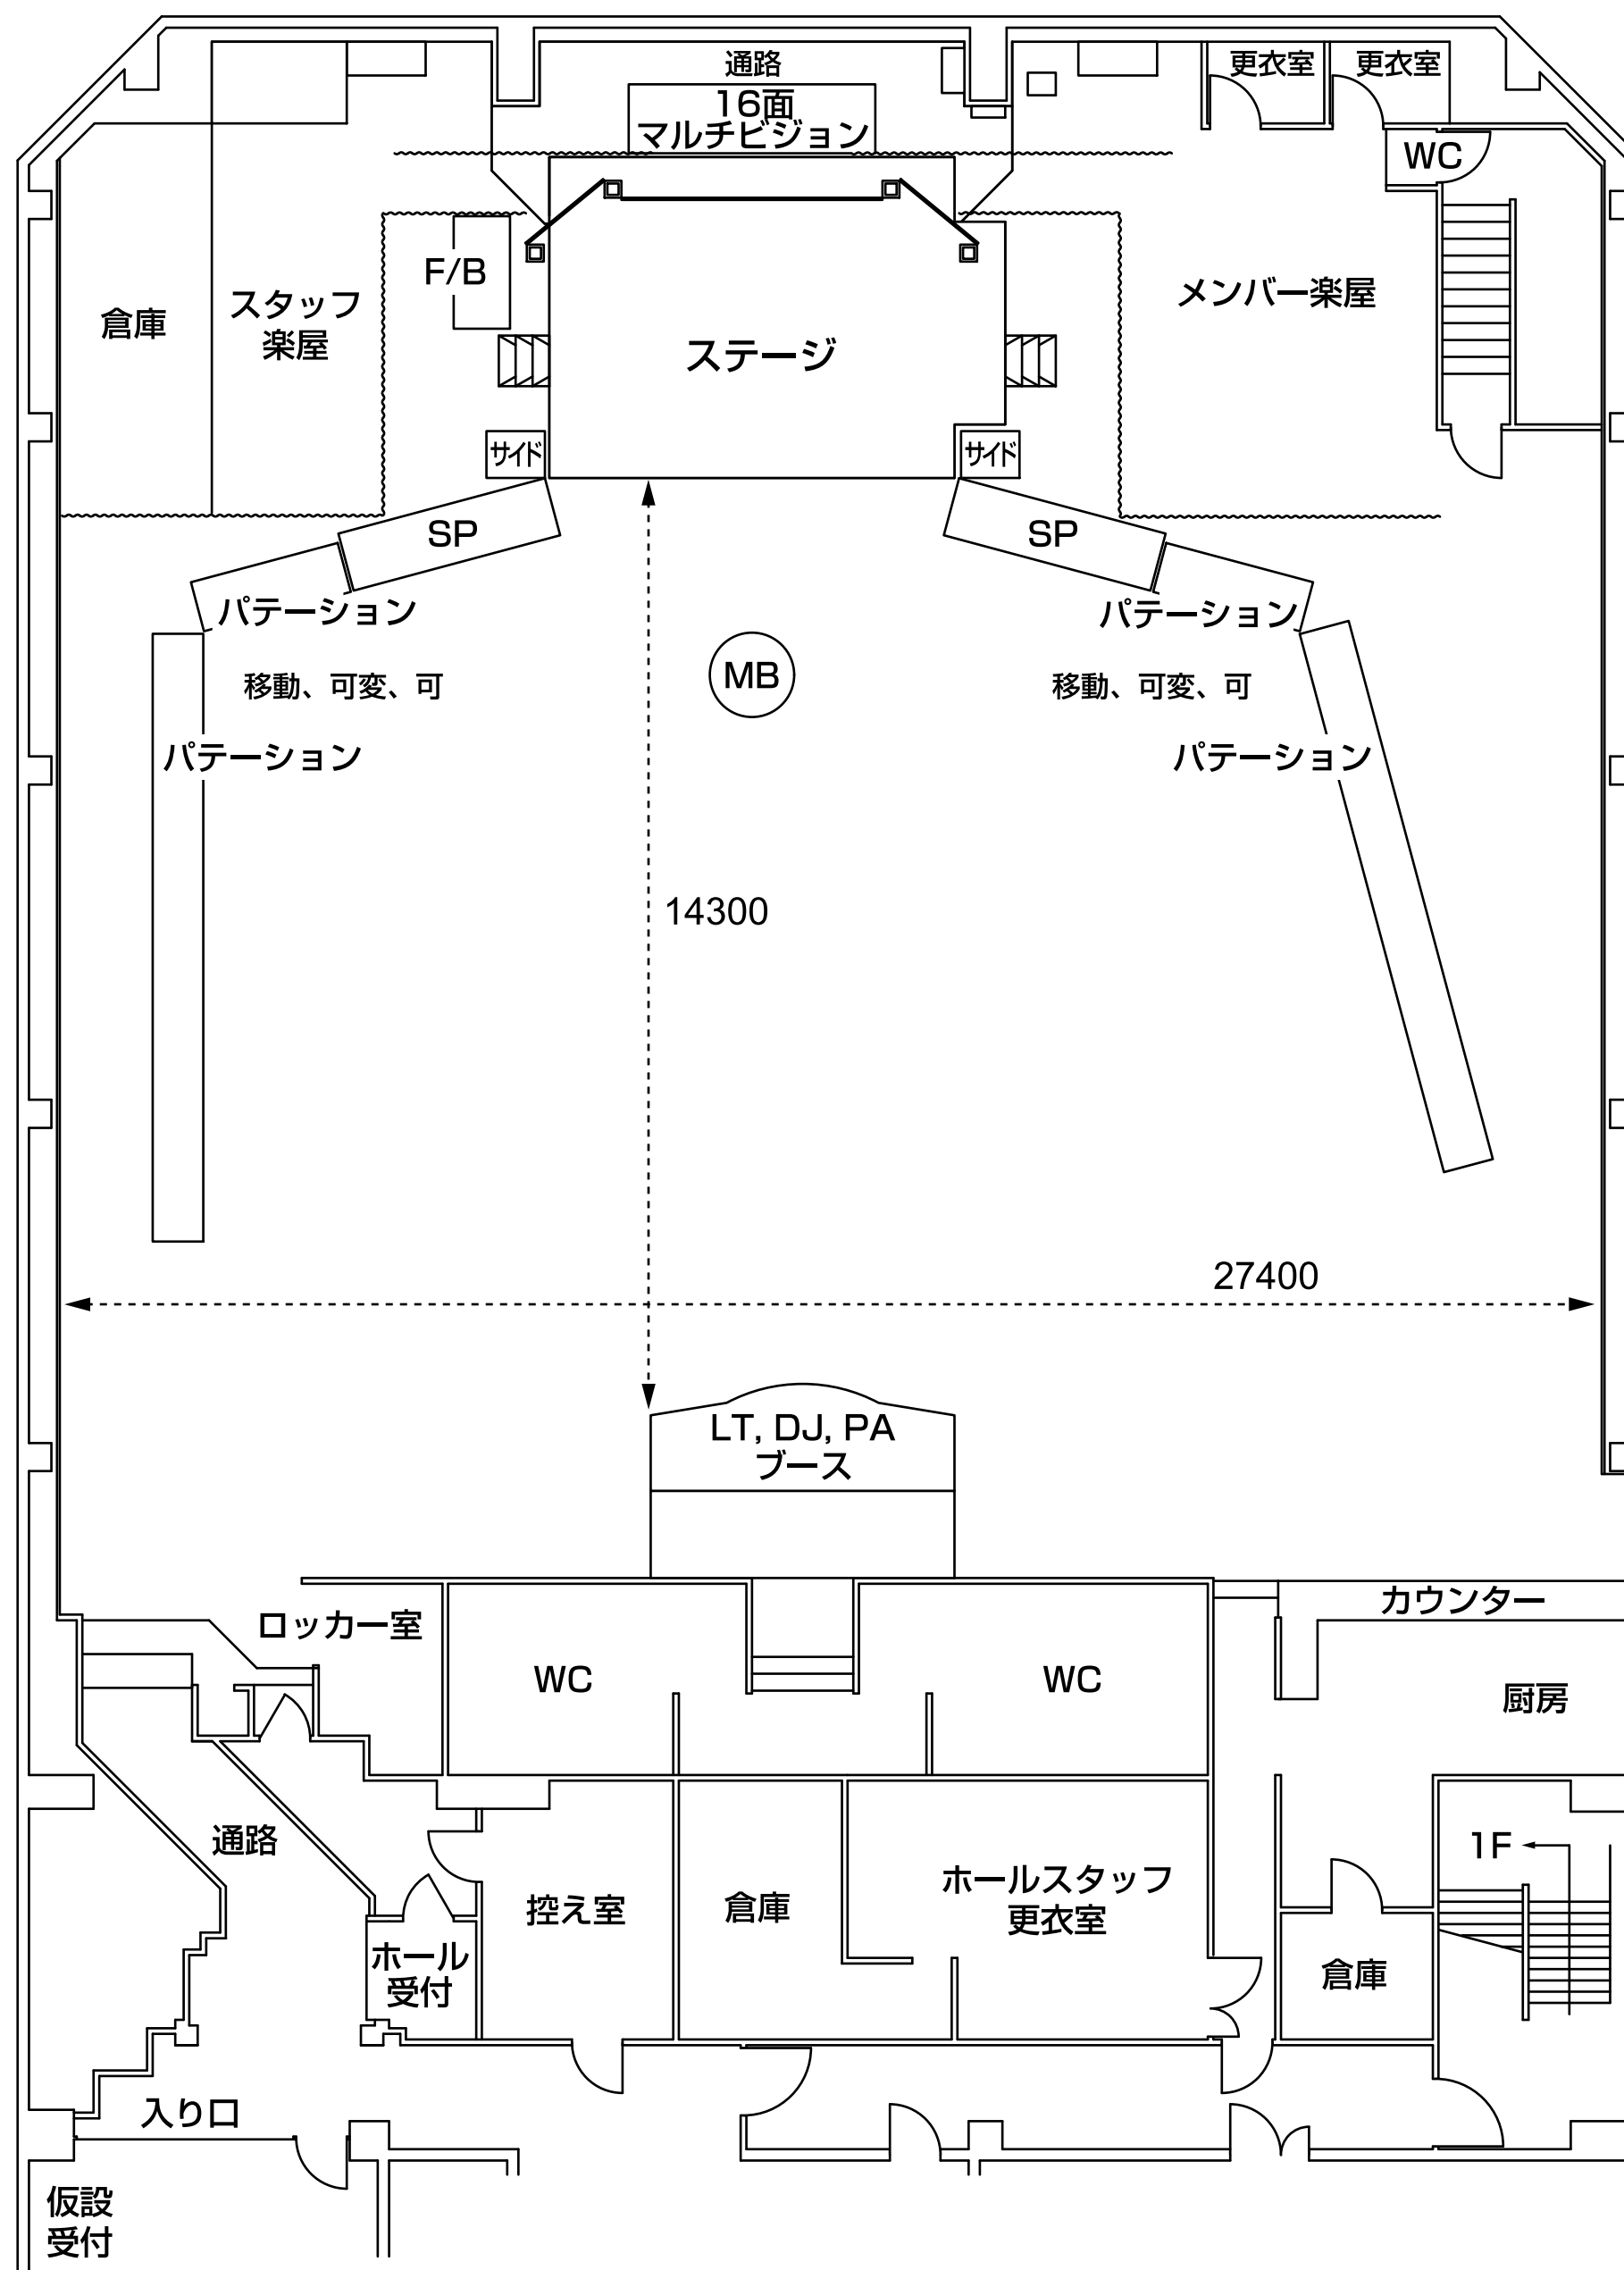 通路
更衣室
更衣室
16面
マルチビジョン
WC
F/B
メンバー楽屋
倉庫
スタッフ
楽屋
ステージ
サイド
サイド
SP
SP
パテーション
パテーション
移動、可変、可
MB
移動、可変、可
パテーション
パテーション
14300
27400
LT, DJ, PA
ブース
カウンター
ロッカー室
WC
WC
厨房
通路
1F
ホールスタッフ
更衣室
控え室
倉庫
ホール
受付
倉庫
入り口
仮設
受付